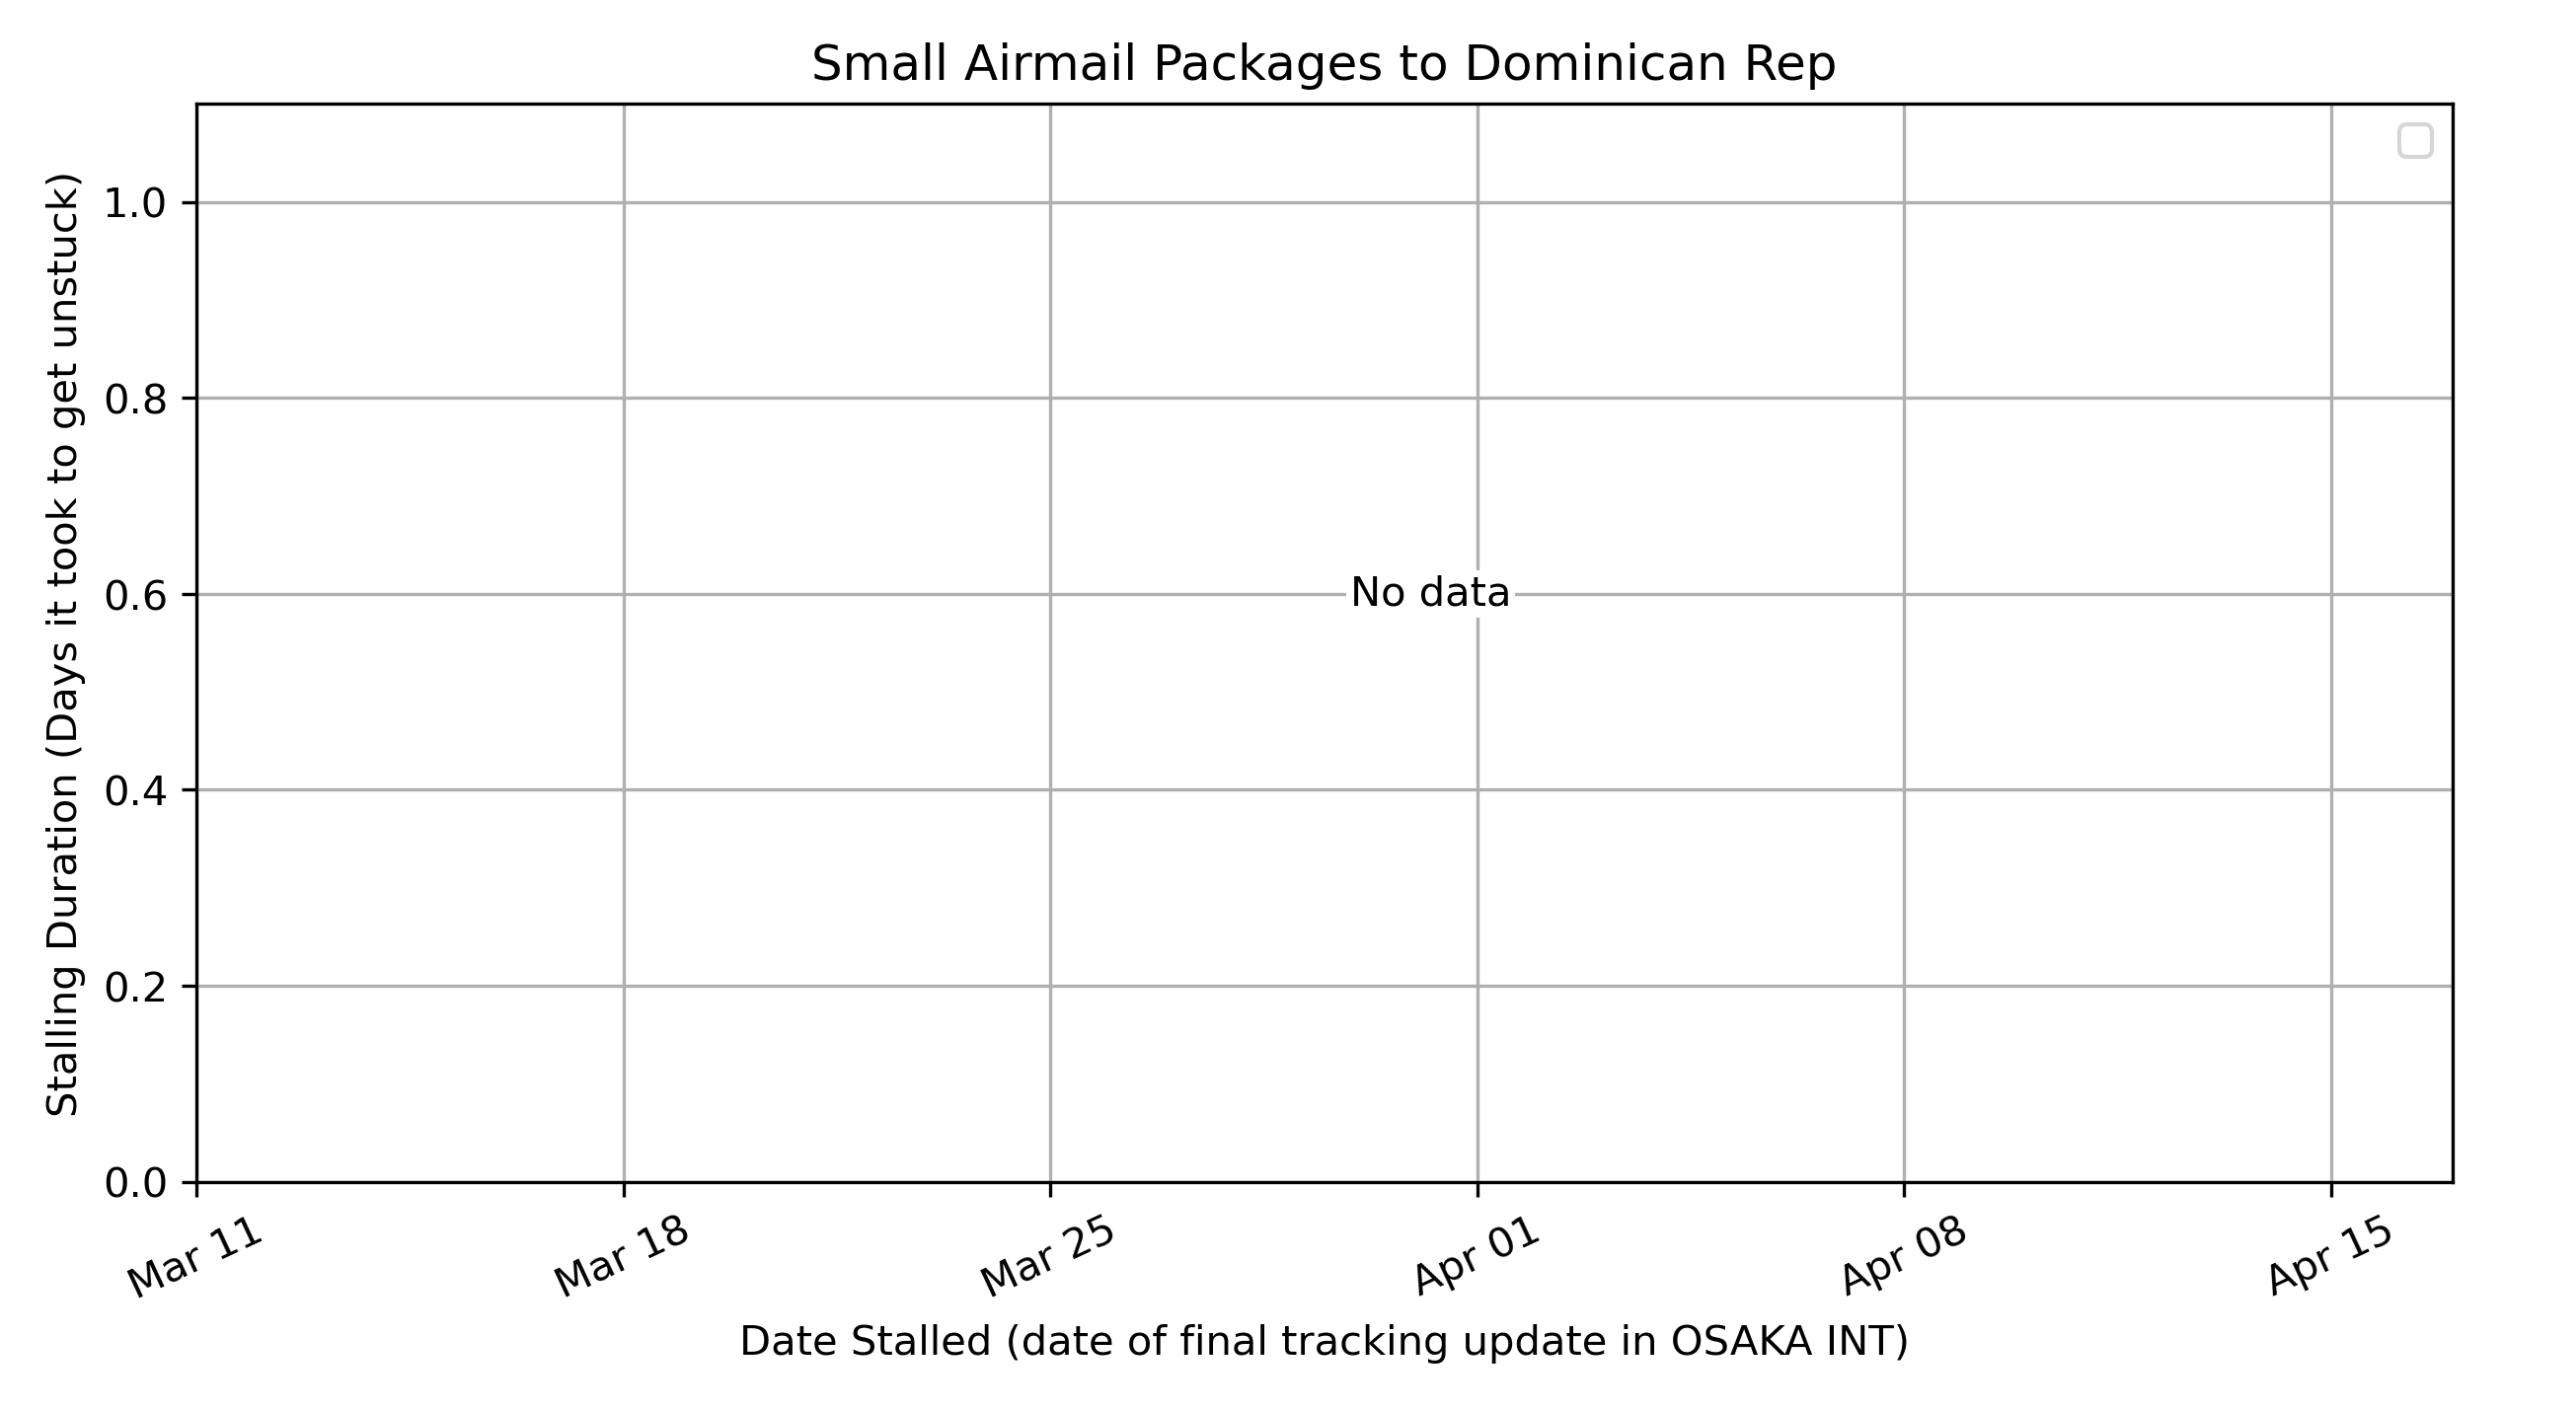 Small Airmail Packages to Dominican Rep
Stalling Duration (Days it took to get unstuck)
1.0
0.8
0.6
0.4
0.2
0.0
No data
Mar 11
Mar 18
Mar 25
Apr 01
Apr 08
Apr 15
Date Stalled (date of final tracking update in OSAKA INT)